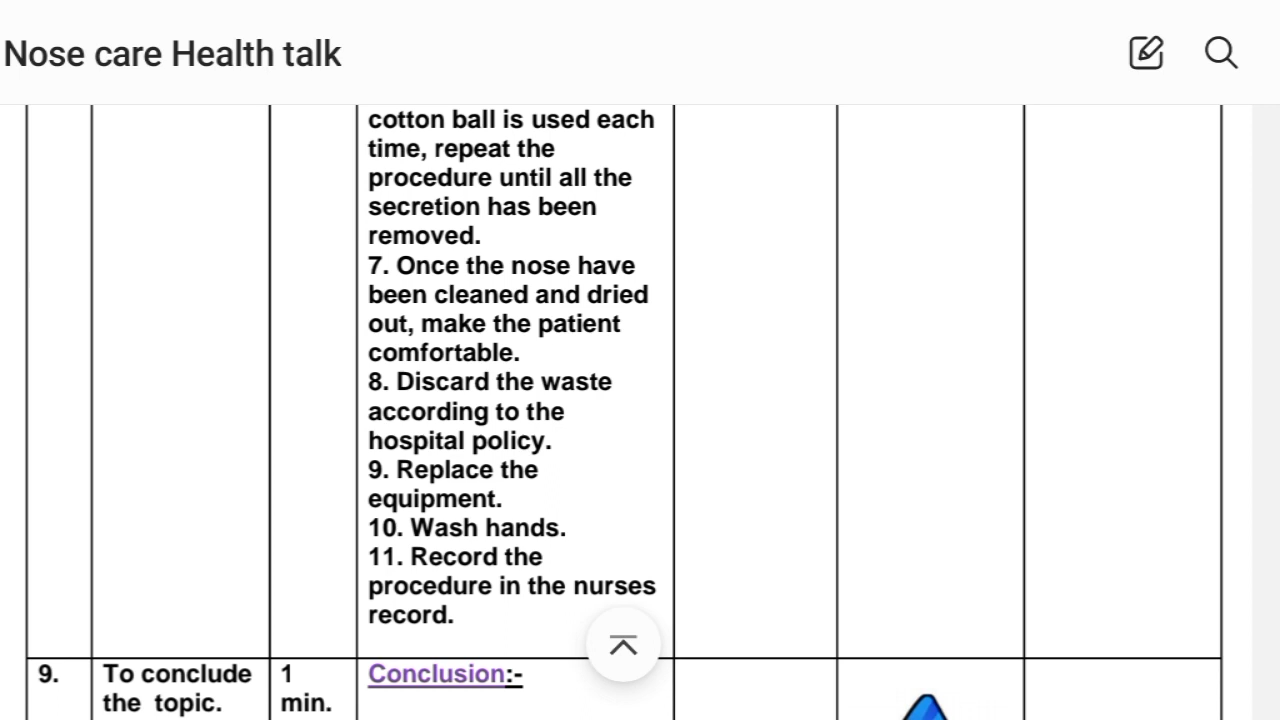 Nose care Health talk
cotton ball is used each
time, repeat the
procedure until all the
secretion has been
removed.
7. Once the nose have
been cleaned and dried
out, make the patient
comfortable.
8. Discard the waste
according to the
hospital policy.
9. Replace the
equipment.
10. Wash hands.
11. Record the
procedure in the nurses
record.
9. To conclude 1 Conclusion:-
the topic. min.